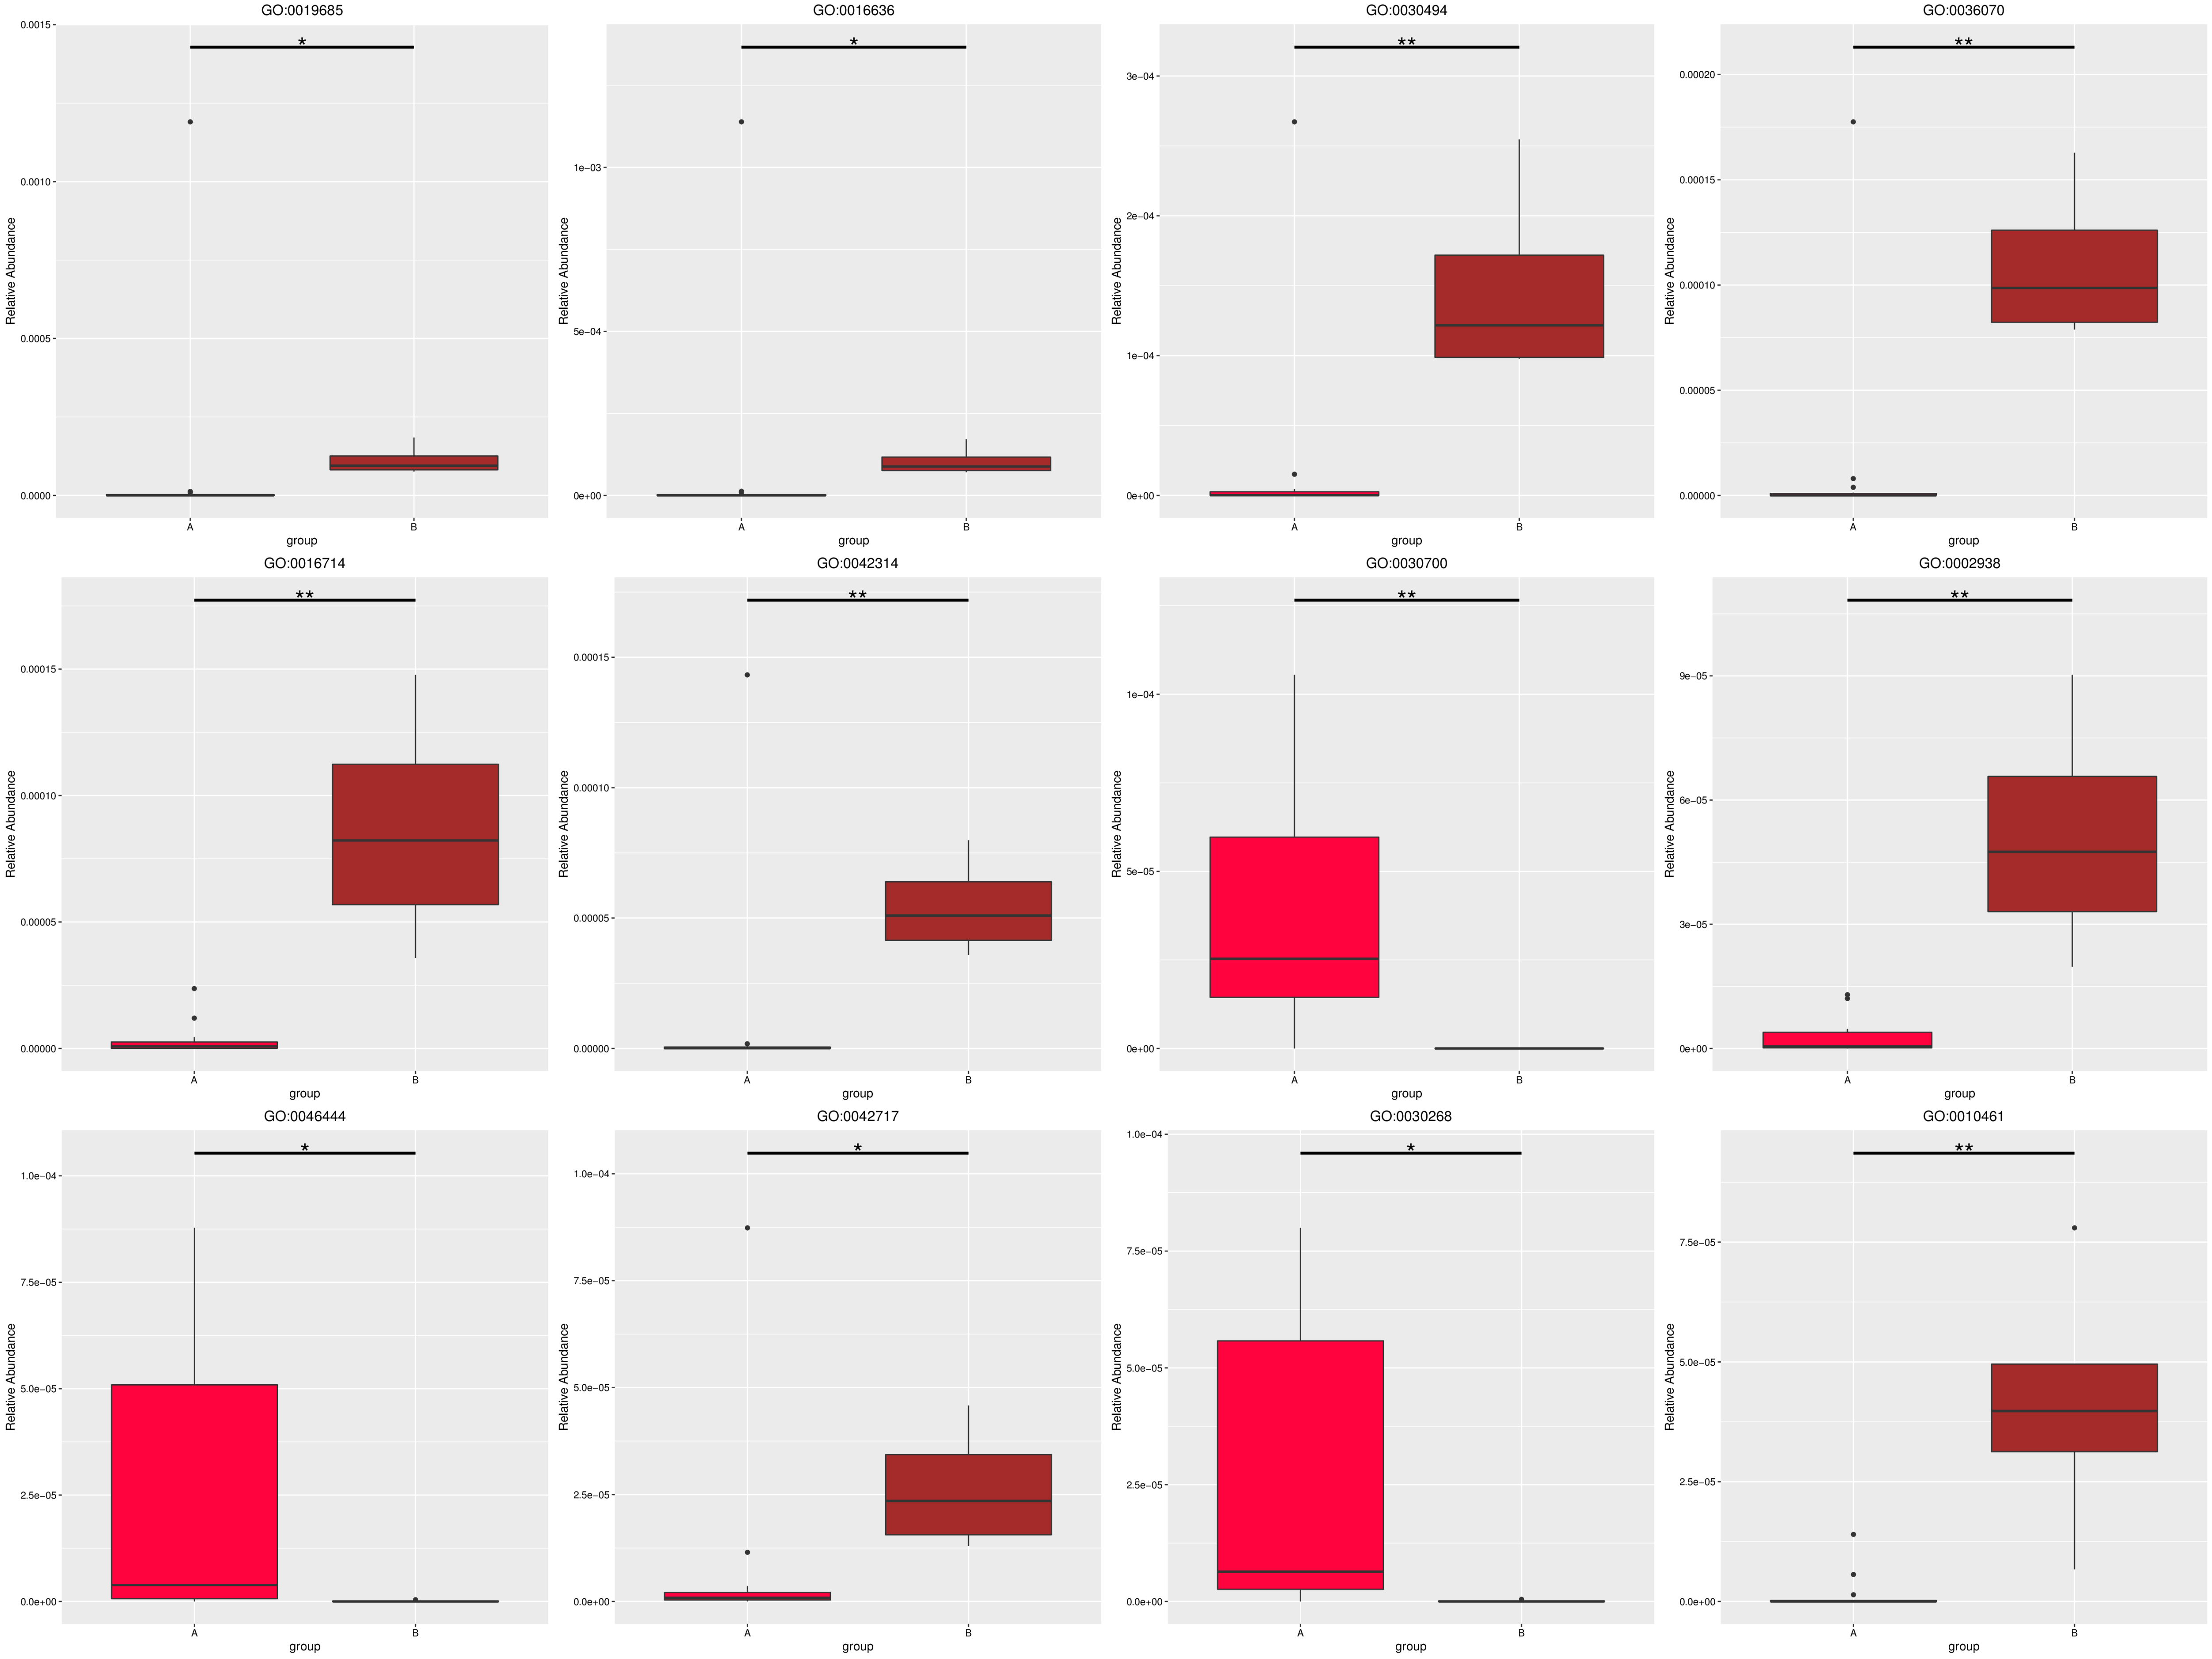 GO:0019685
*
0.0015
0.0010
0.0005
0.0000
Relative Abundance
A
B
group
GO:0016636
*
1e−03
5e−04
0e+00
Relative Abundance
A
B
group
GO:0030494
**
3e−04
2e−04
1e−04
0e+00
Relative Abundance
A
B
group
GO:0036070
**
0.00020
0.00015
0.00010
0.00005
0.00000
Relative Abundance
A
B
group
GO:0016714
**
0.00015
0.00010
0.00005
0.00000
Relative Abundance
A
B
group
GO:0042314
**
0.00015
0.00010
0.00005
0.00000
Relative Abundance
A
B
group
GO:0030700
**
1e−04
5e−05
0e+00
Relative Abundance
A
B
group
GO:0002938
**
9e−05
6e−05
3e−05
0e+00
Relative Abundance
A
B
group
GO:0046444
*
1.0e−04
7.5e−05
5.0e−05
2.5e−05
0.0e+00
Relative Abundance
A
B
group
GO:0042717
*
1.0e−04
7.5e−05
5.0e−05
2.5e−05
0.0e+00
Relative Abundance
A
B
group
GO:0030268
*
1.0e−04
7.5e−05
5.0e−05
2.5e−05
0.0e+00
Relative Abundance
A
B
group
GO:0010461
**
7.5e−05
5.0e−05
2.5e−05
0.0e+00
Relative Abundance
A
B
group